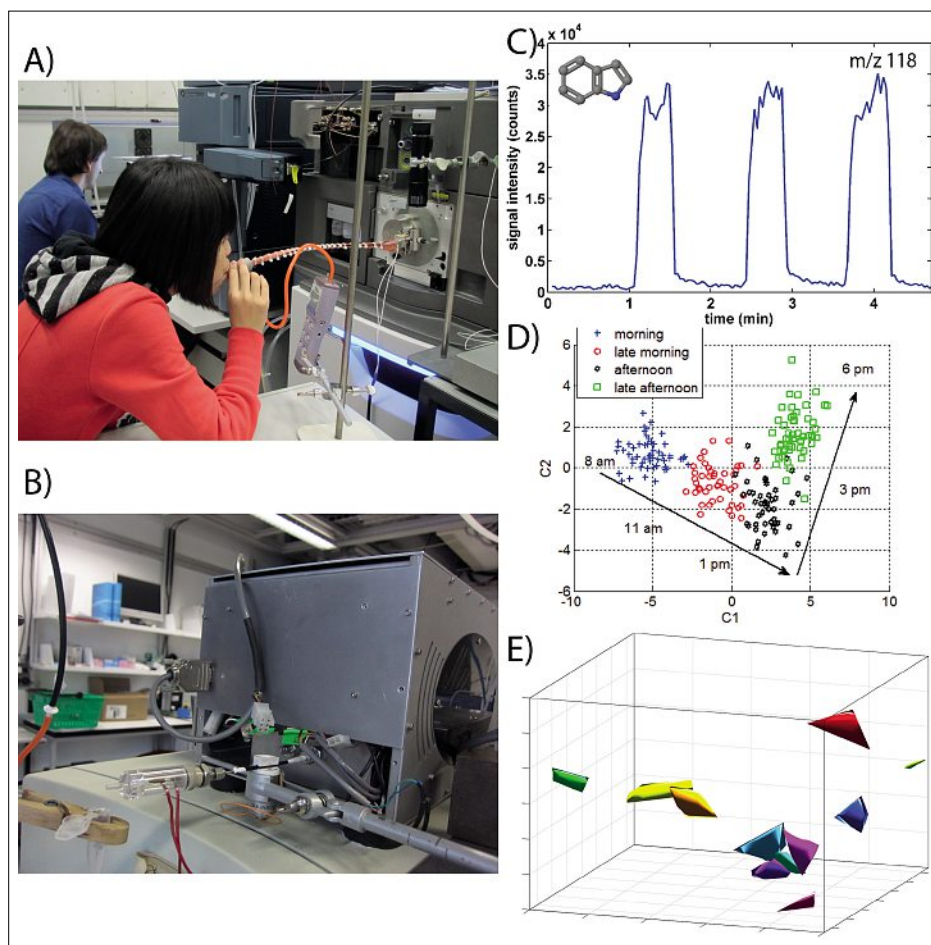 A)
B)
C)
x 10⁴
4
3.5
3
2.5
2
1.5
1
0.5
0
signal intensity (counts)
m/z 118
0 1 2 3 4
time (min)
D)
morning
late morning
afternoon
late afternoon
6
4
2
0
-2
-4
-6
C2
8 am
11 am
1 pm
3 pm
6 pm
-10 -5 0 5 10
C1
E)